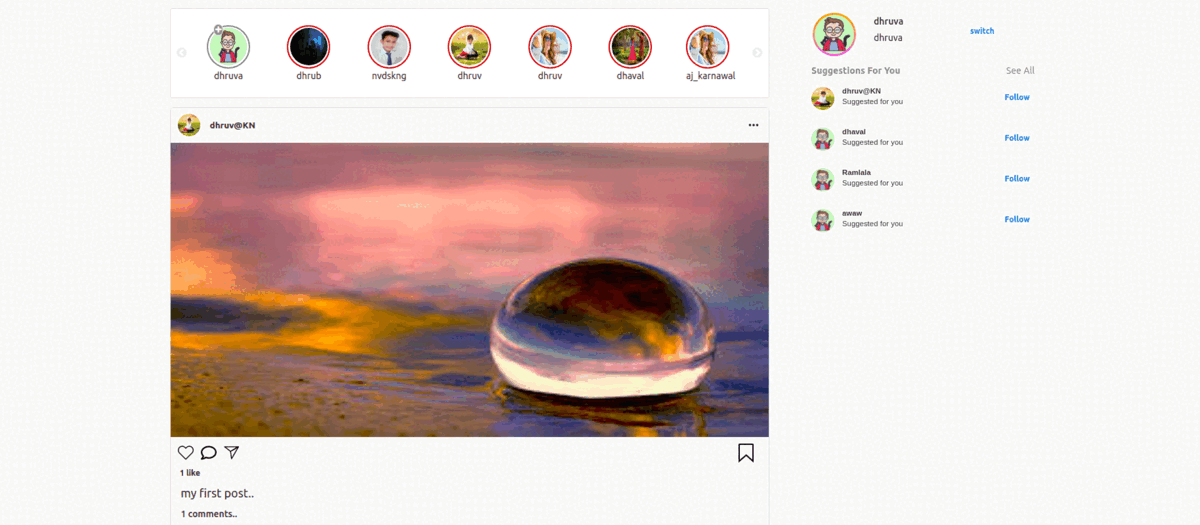 dhruva
dhrub
nvdskng
dhruv
dhruv
dhaval
aj_karnawal
dhruv@KN
1 like
my first post..
1 comments..
dhruva
dhruva
switch
Suggestions For You
See All
dhruv@KN
Suggested for you
Follow
dhaval
Suggested for you
Follow
Ramlala
Suggested for you
Follow
awaw
Suggested for you
Follow